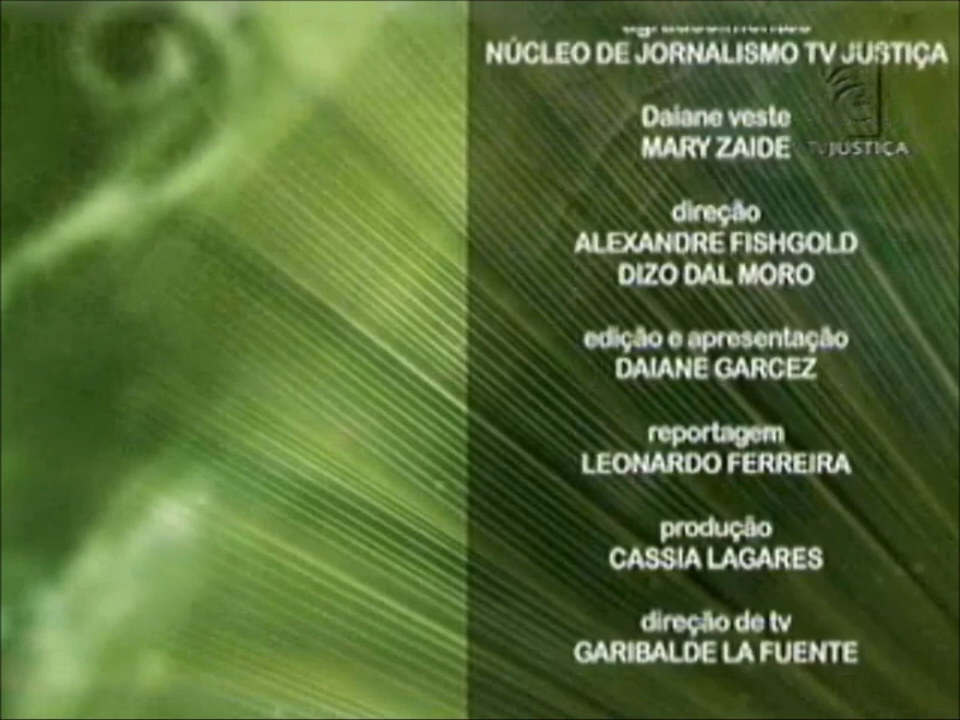 NÚCLEO DE JORNALISMO TV JUSTIÇA
Daiane veste
MARY ZAIDE
TV JUSTIÇA
direção
ALEXANDRE FISHGOLD
DIZO DAL MORO
edição e apresentação
DAIANE GARCEZ
reportagem
LEONARDO FERREIRA
produção
CASSIA LAGARES
direção de tv
GARIBALDE LA FUENTE